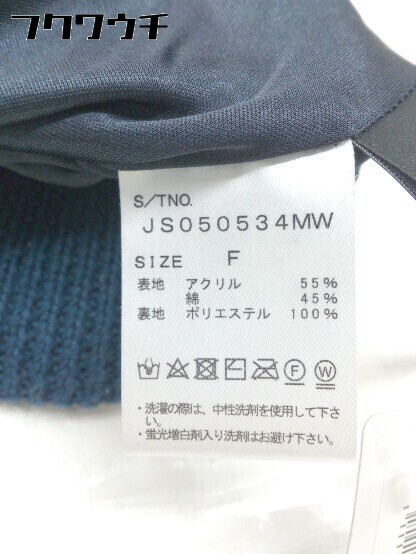 フクワウチ
S/TNO.
JS050534MW
SIZE F
表地 アクリル 55%
綿 45%
裏地 ポリエステル 100%
F W
・洗濯の際は、中性洗剤を使用して下さ
い。
・蛍光増白剤入り洗剤はお避け下さい。